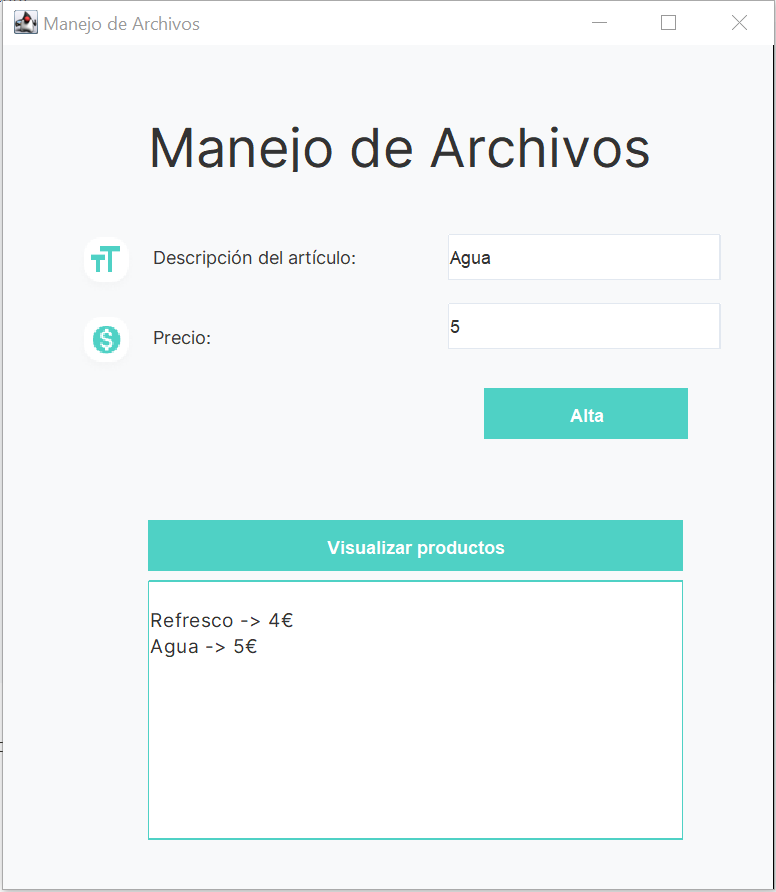 Manejo de Archivos
Manejo de Archivos
Descripción del artículo:
Agua
Precio:
5
Alta
Visualizar productos
Refresco -> 4€
Agua -> 5€